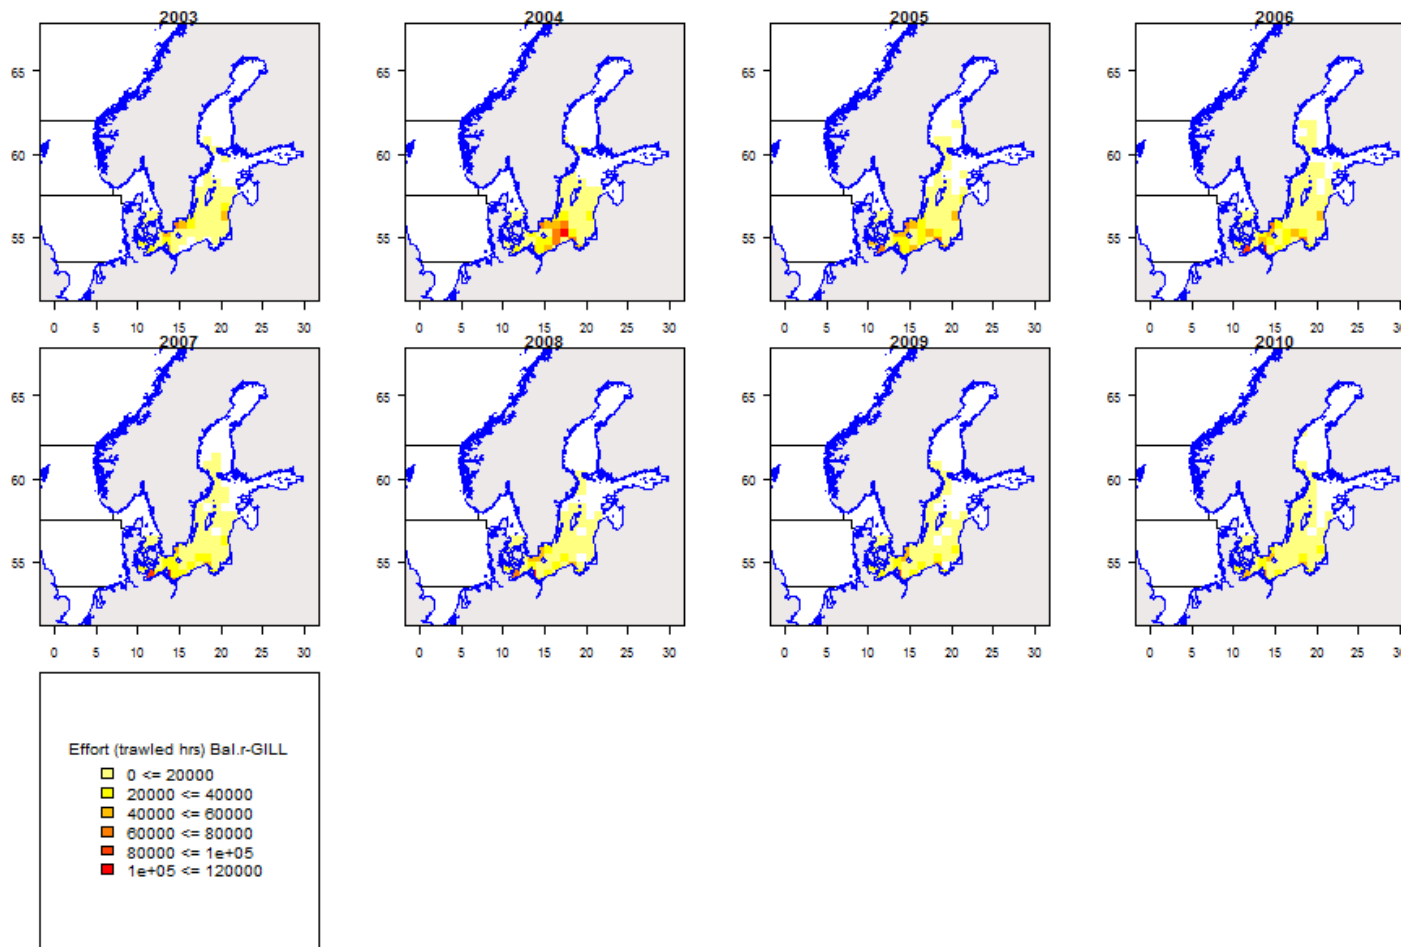 2003 2004 2005 2006
65 65 65 65
60 60 60 60
55 55 55 55
0 5 10 15 20 25 30 0 5 10 15 20 25 30 0 5 10 15 20 25 30 0 5 10 15 20 25 30
2007 2008 2009 2010
65 65 65 65
60 60 60 60
55 55 55 55
0 5 10 15 20 25 30 0 5 10 15 20 25 30 0 5 10 15 20 25 30 0 5 10 15 20 25 30
Effort (trawled hrs) Bal.r-GILL
0 <= 20000
20000 <= 40000
40000 <= 60000
60000 <= 80000
80000 <= 1e+05
1e+05 <= 120000